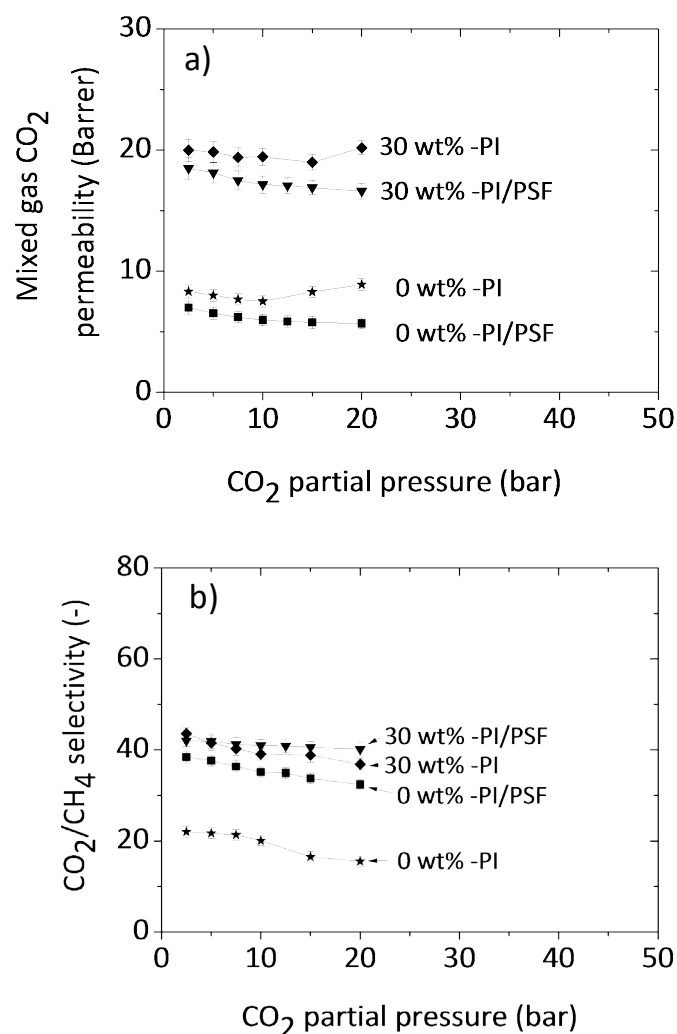 a)
30
20
10
0
Mixed gas CO2
permeability (Barrer)
30 wt% -PI
30 wt% -PI/PSF
0 wt% -PI
0 wt% -PI/PSF
0 10 20 30 40 50
CO2 partial pressure (bar)
b)
80
60
40
20
0
CO2/CH4 selectivity (-)
30 wt% -PI/PSF
30 wt% -PI
0 wt% -PI/PSF
0 wt% -PI
0 10 20 30 40 50
CO2 partial pressure (bar)